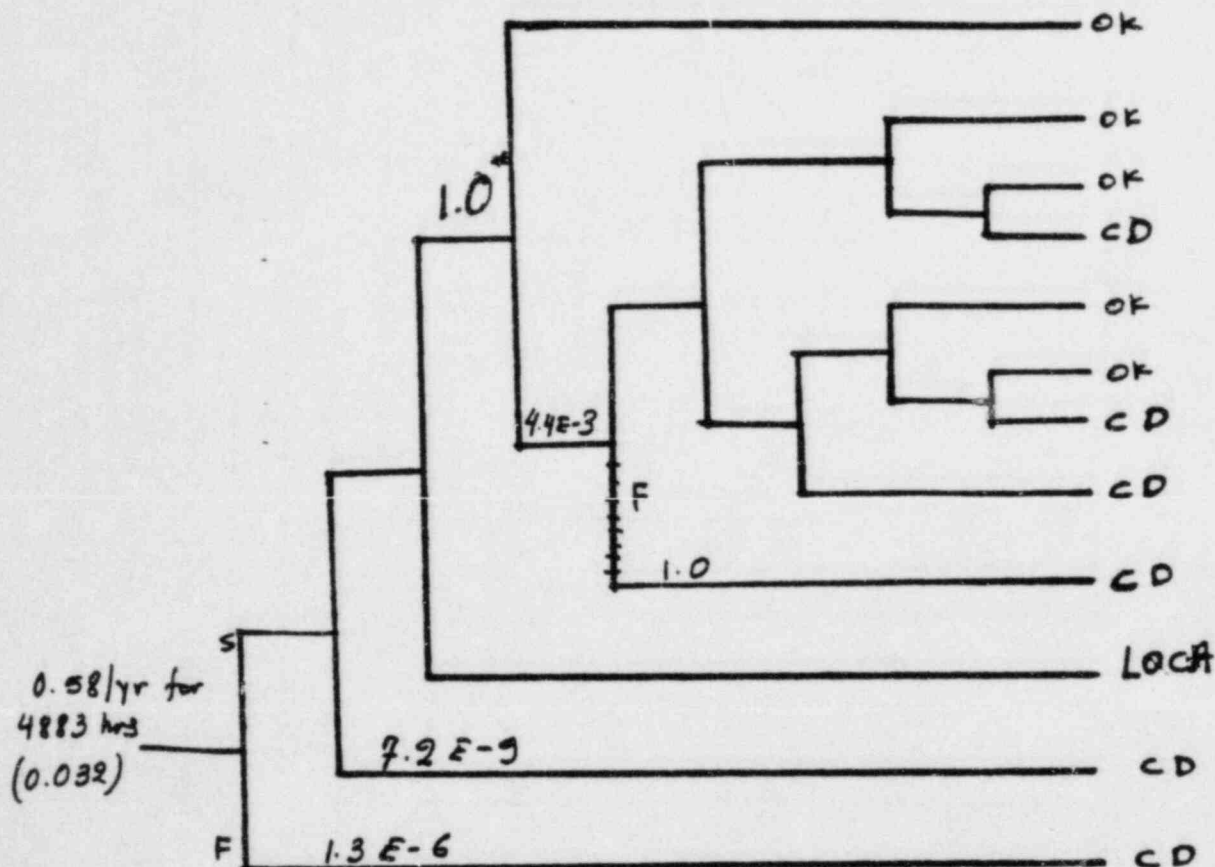 OK
OK
1.0
OK
CD
OK
OK
4.4E-3
CD
F
CD
1.0
CD
S
LOCA
0.58/yr for
4883 hrs
(0.032)
7.2 E-9
CD
F
1.3 E-6
CD